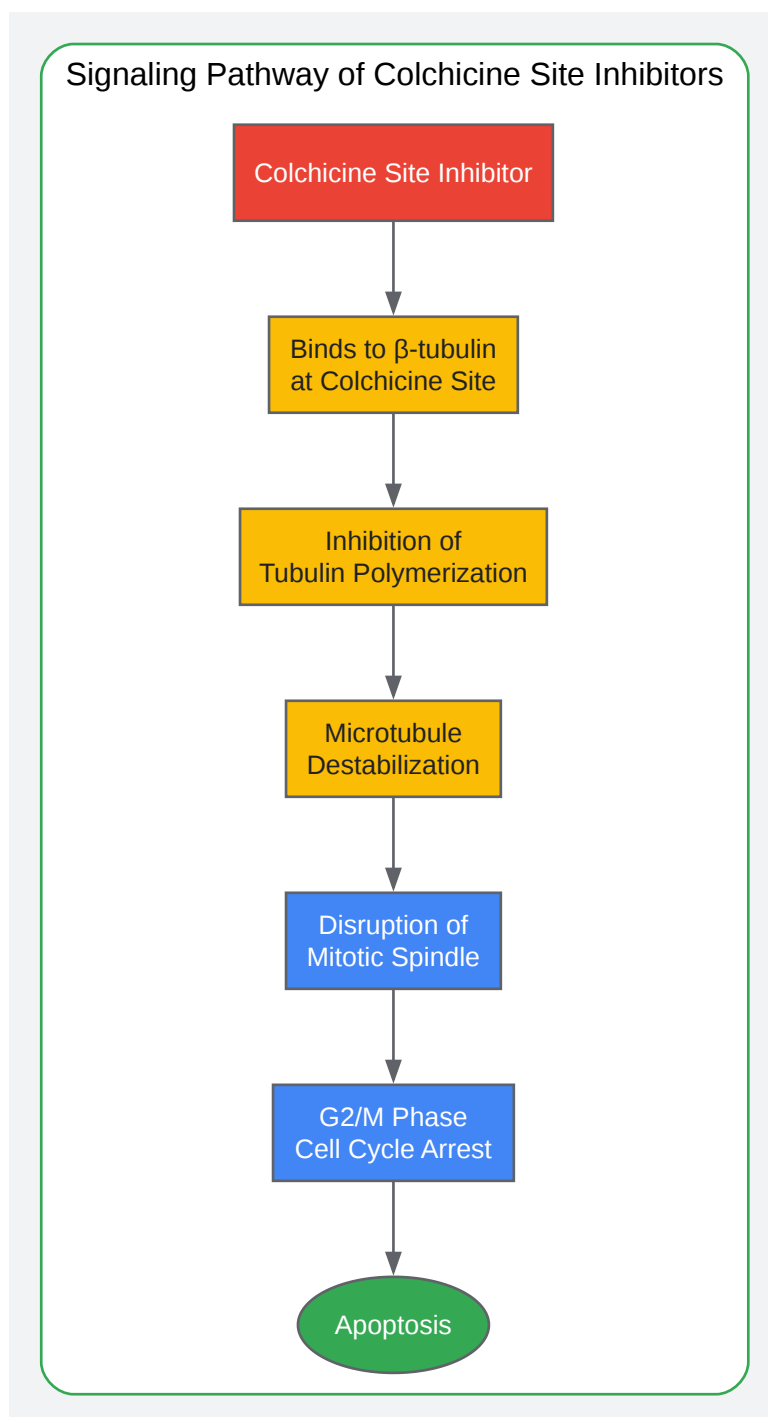 Signaling Pathway of Colchicine Site Inhibitors
Colchicine Site Inhibitor
Binds to β-tubulin
at Colchicine Site
Inhibition of
Tubulin Polymerization
Microtubule
Destabilization
Disruption of
Mitotic Spindle
G2/M Phase
Cell Cycle Arrest
Apoptosis